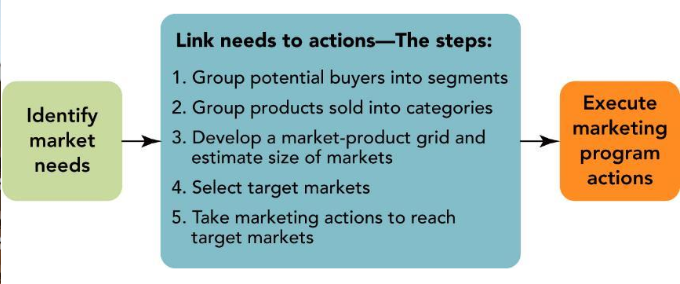 Identify
market
needs
Link needs to actions—The steps:
1. Group potential buyers into segments
2. Group products sold into categories
3. Develop a market-product grid and
estimate size of markets
4. Select target markets
5. Take marketing actions to reach
target markets
Execute
marketing
program
actions